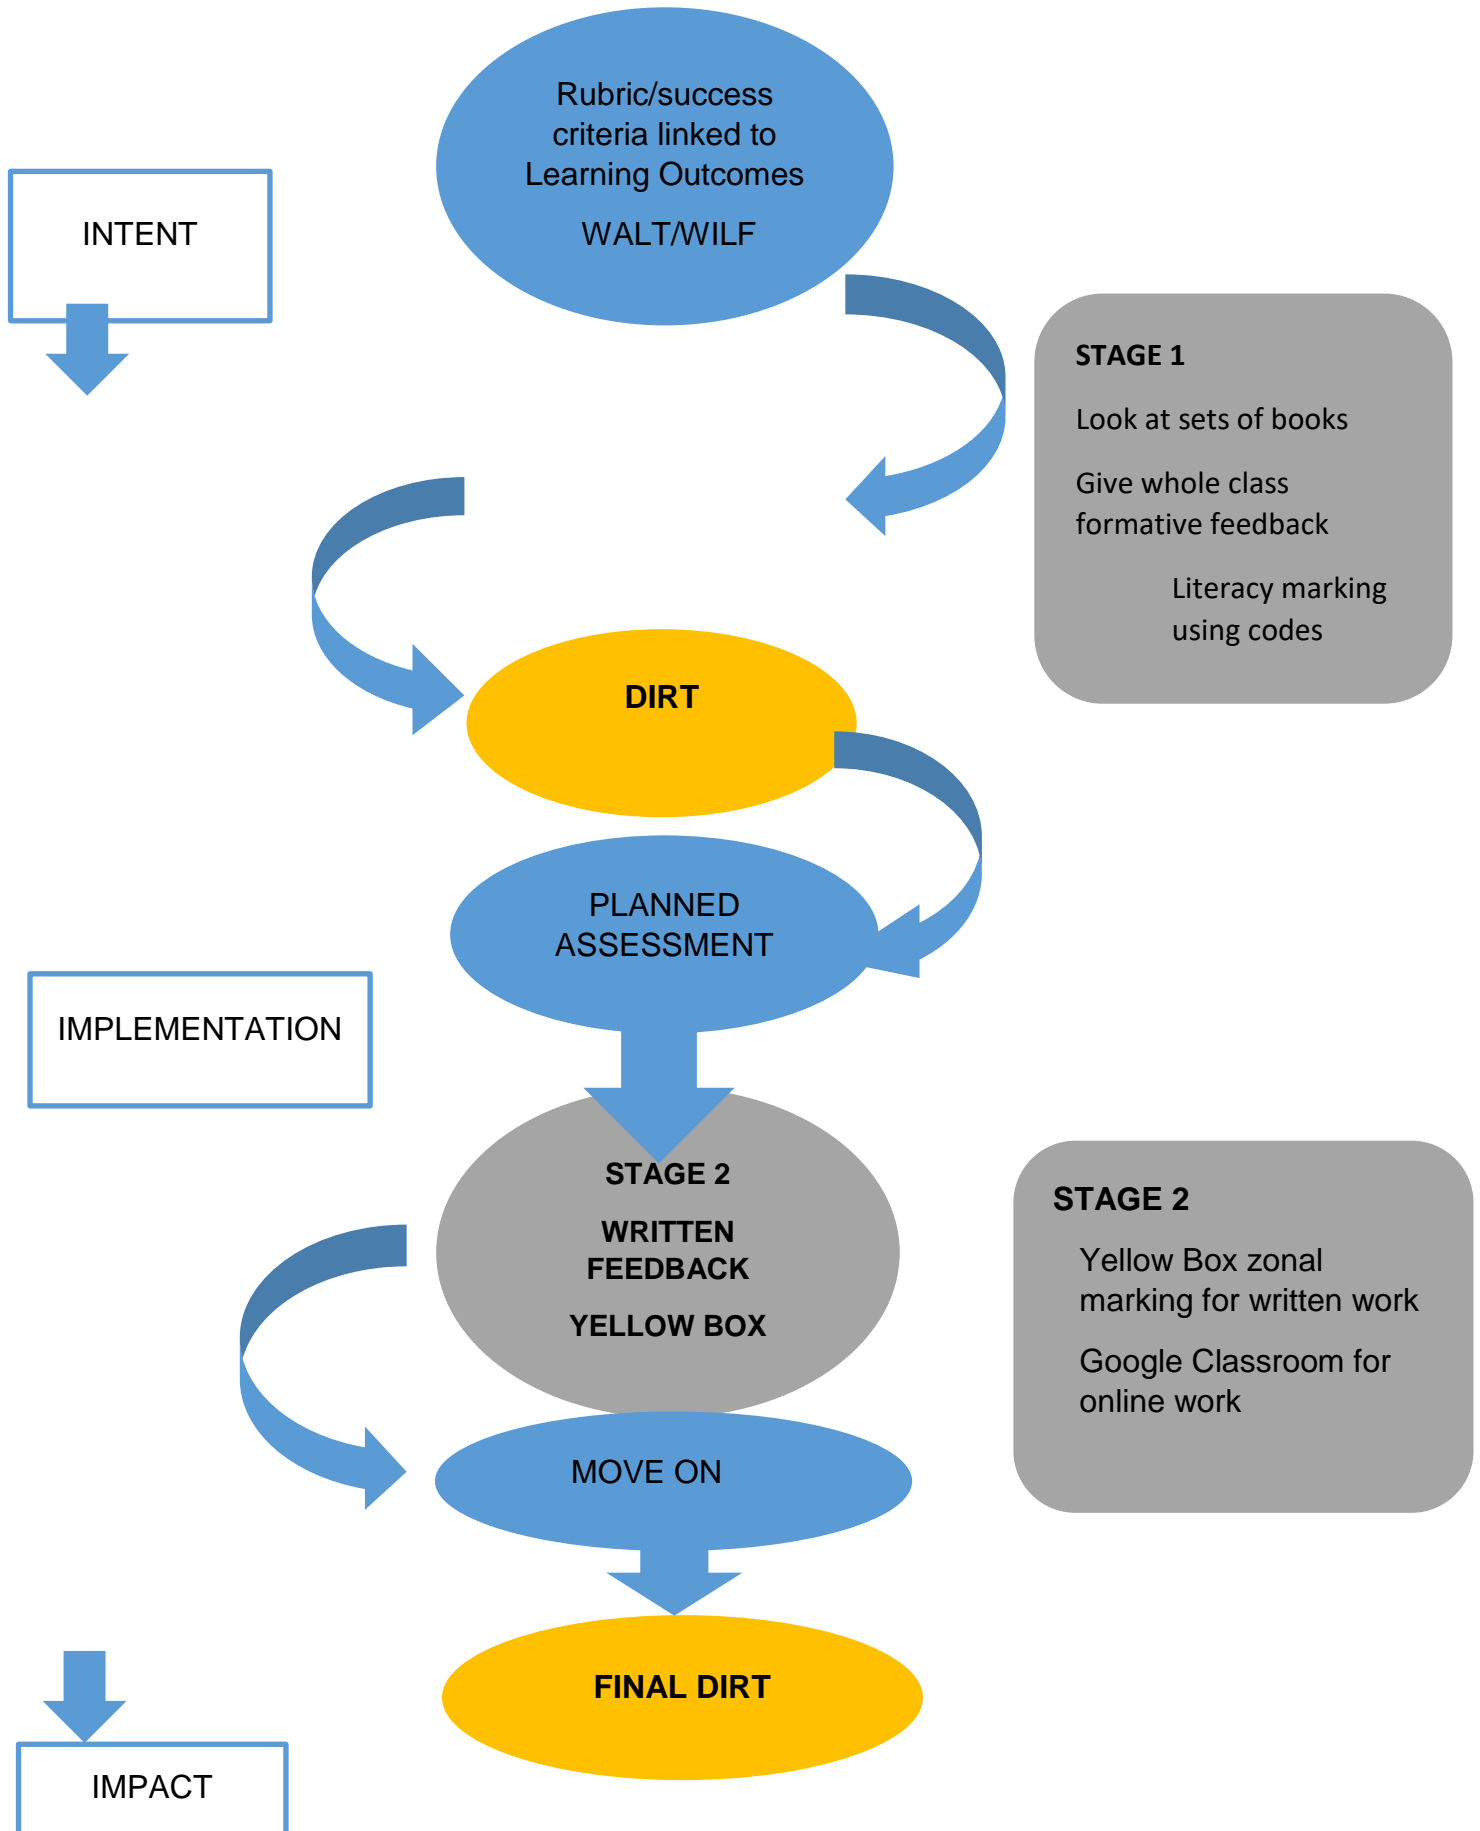 Rubric/success
criteria linked to
Learning Outcomes
WALT/WILF
INTENT
STAGE 1
Look at sets of books
Give whole class
formative feedback
Literacy marking
using codes
DIRT
PLANNED
ASSESSMENT
IMPLEMENTATION
STAGE 2
WRITTEN
FEEDBACK
YELLOW BOX
STAGE 2
Yellow Box zonal
marking for written work
Google Classroom for
online work
MOVE ON
FINAL DIRT
IMPACT